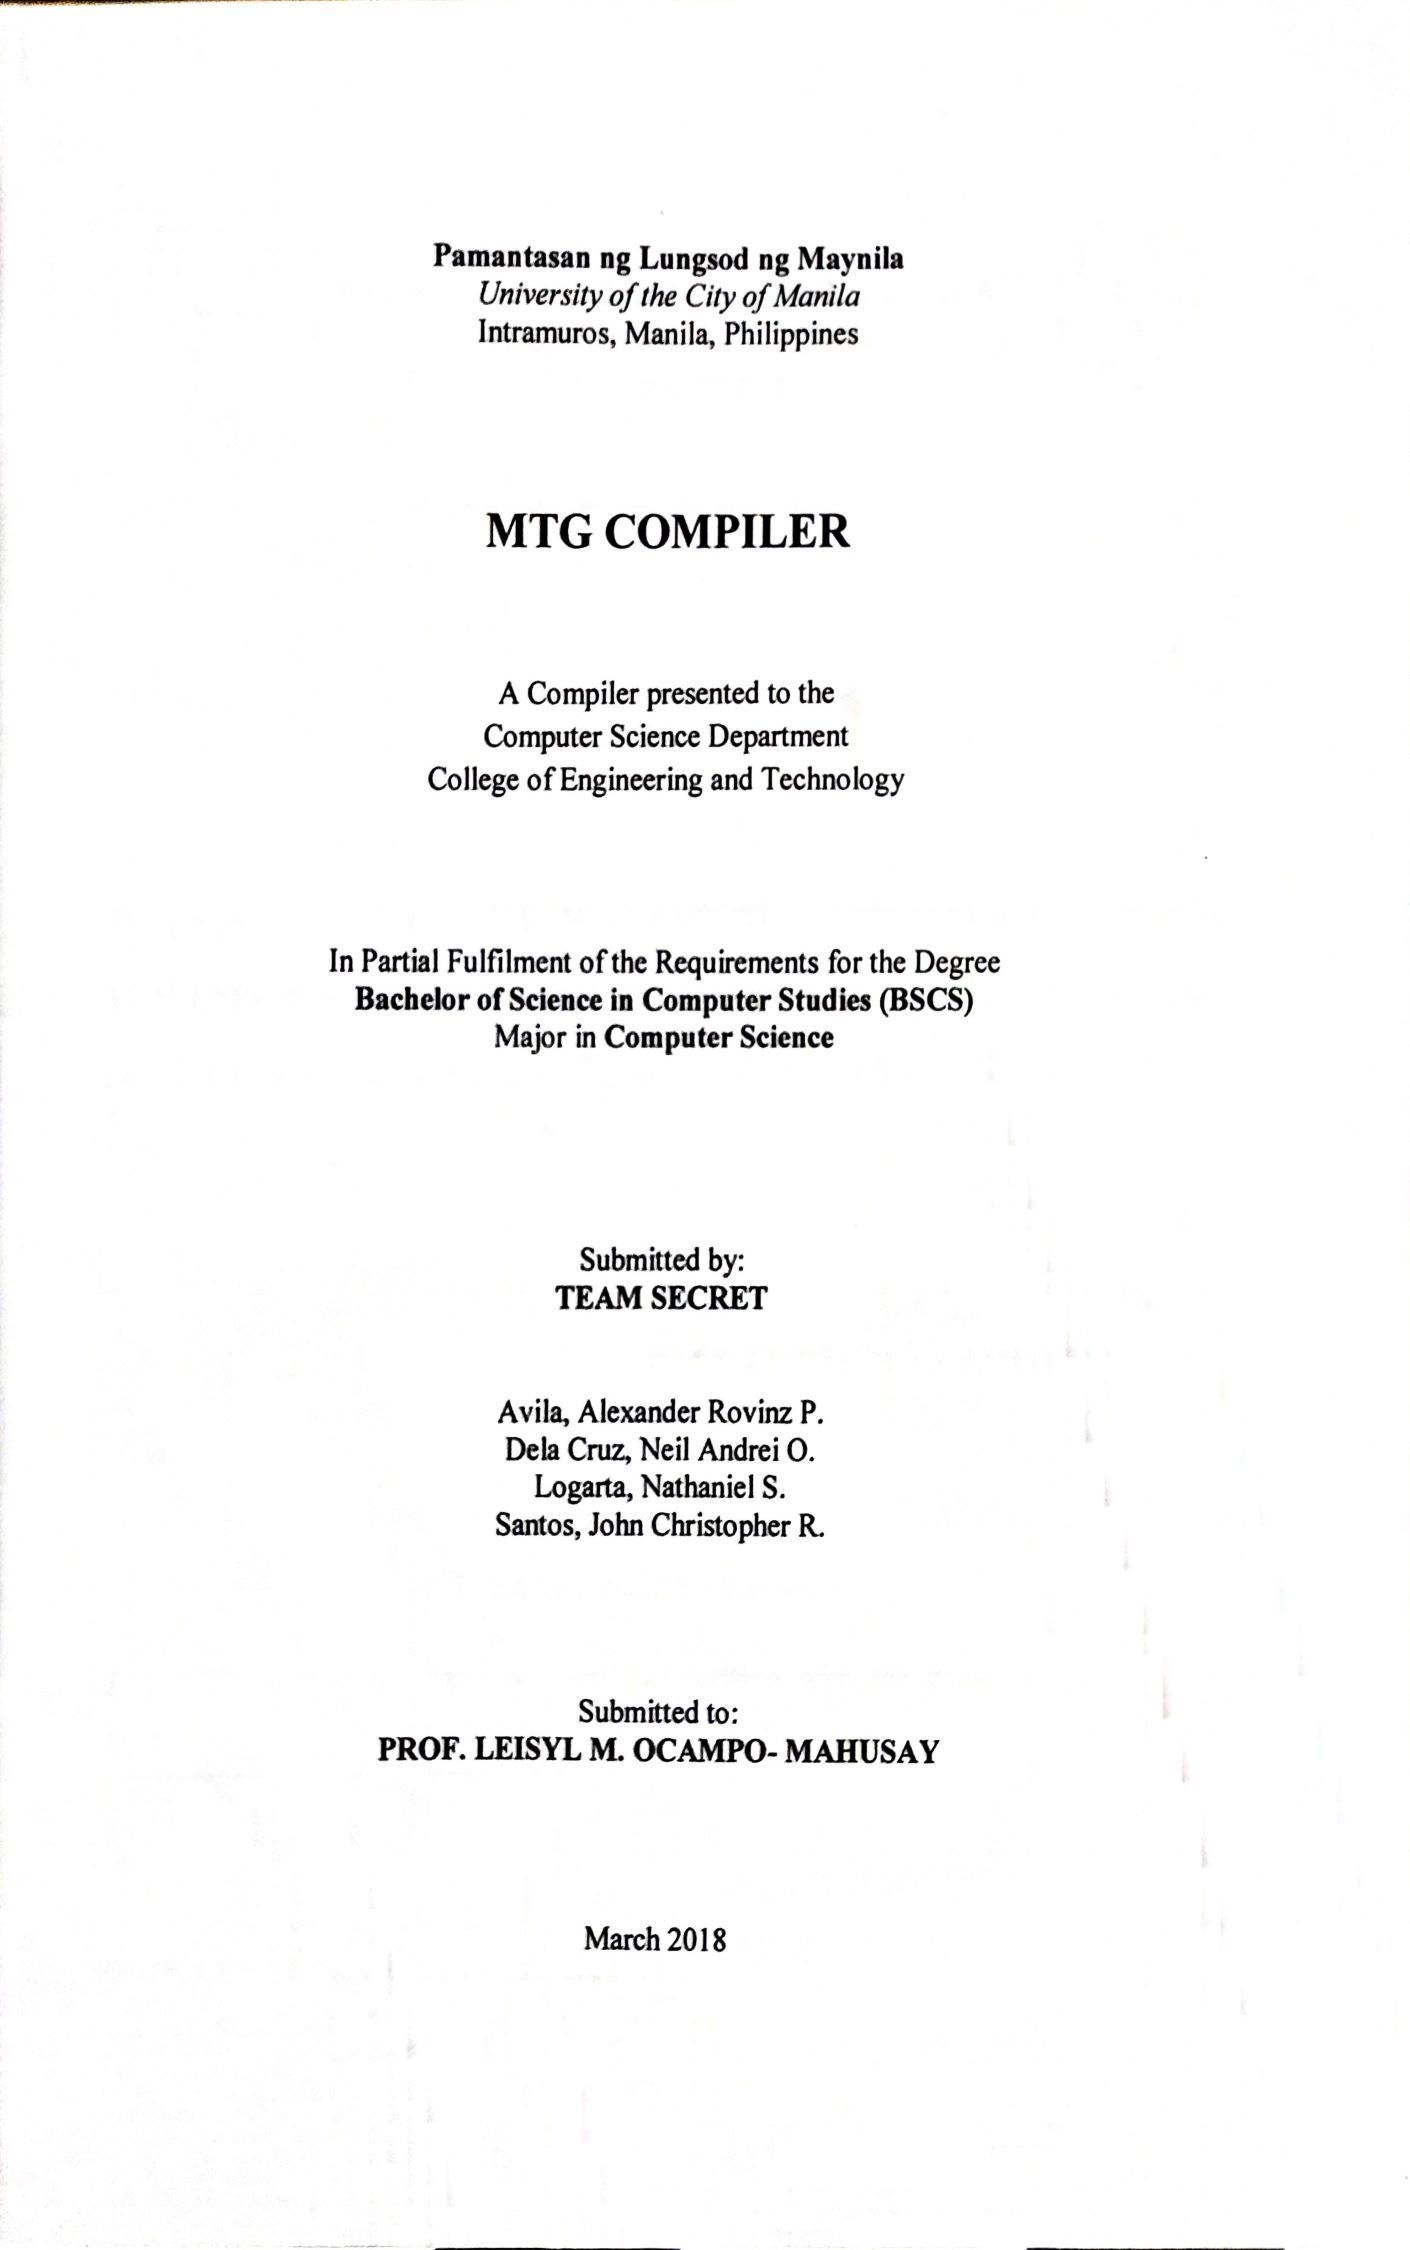 Pamantasan ng Lungsod ng Maynila
University of the City of Manila
Intramuros, Manila, Philippines
MTG COMPILER
A Compiler presented to the
Computer Science Department
College of Engineering and Technology
In Partial Fulfilment of the Requirements for the Degree
Bachelor of Science in Computer Studies (BSCS)
Major in Computer Science
Submitted by:
TEAM SECRET
Avila, Alexander Rovinz P.
Dela Cruz, Neil Andrei O.
Logarta, Nathaniel S.
Santos, John Christopher R.
Submitted to:
PROF. LEISYL M. OCAMPO- MAHUSAY
March 2018